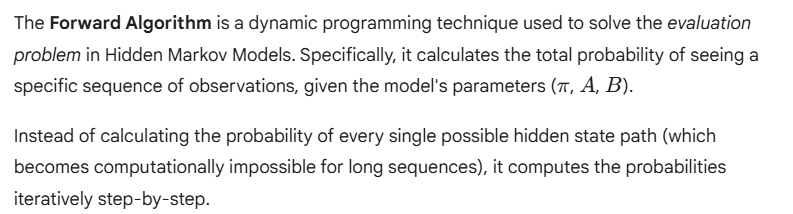 The Forward Algorithm is a dynamic programming technique used to solve the evaluation
problem in Hidden Markov Models. Specifically, it calculates the total probability of seeing a
specific sequence of observations, given the model's parameters (π, A, B).
Instead of calculating the probability of every single possible hidden state path (which
becomes computationally impossible for long sequences), it computes the probabilities
iteratively step-by-step.